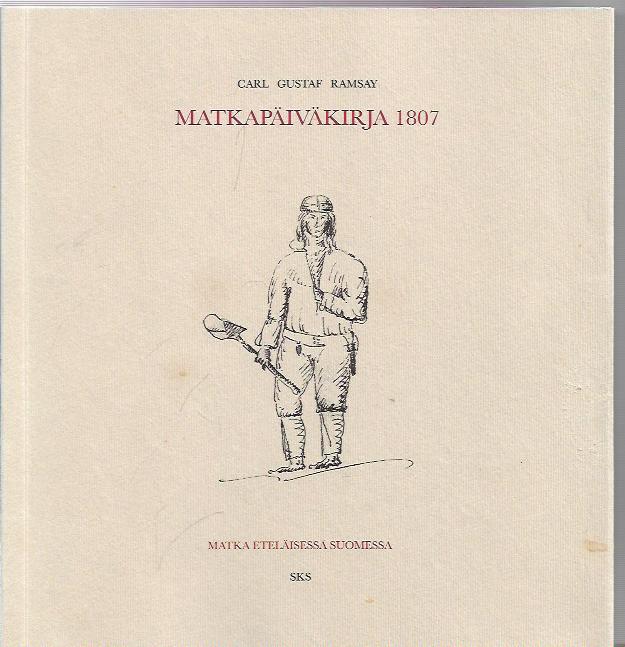 CARL GUSTAF RAMSAY
MATKAPÄIVÄKIRJA 1807
MATKA ETELÄISESSÄ SUOMESSA
SKS